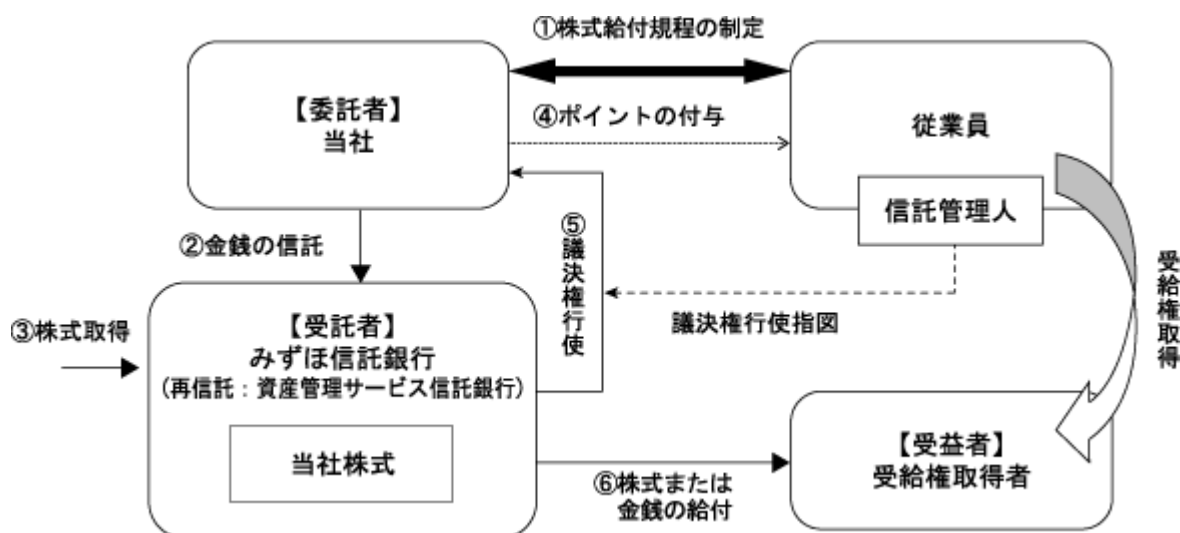 ①株式給付規程の制定
【委託者】
当社
④ポイントの付与
従業員
信託管理人
②金銭の信託
⑤議決権行使
議決権行使指図
受給権取得
③株式取得
【受託者】
みずほ信託銀行
(再信託：資産管理サービス信託銀行)
当社株式
⑥株式または
金銭の給付
【受益者】
受給権取得者